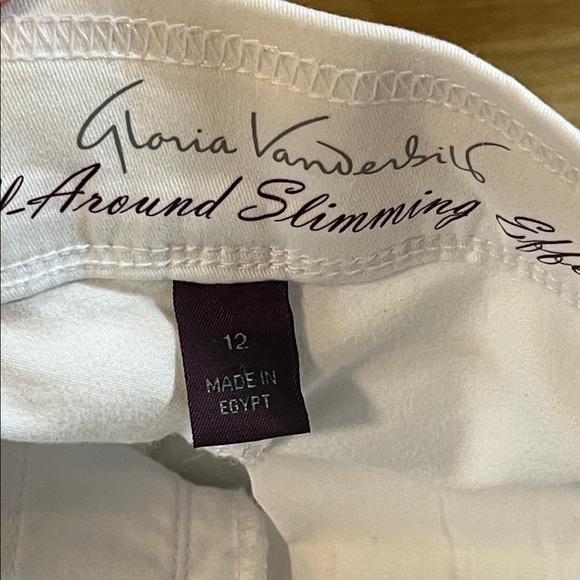 Gloria Vanderbilt
Around Slimming
12
MADE IN
EGYPT